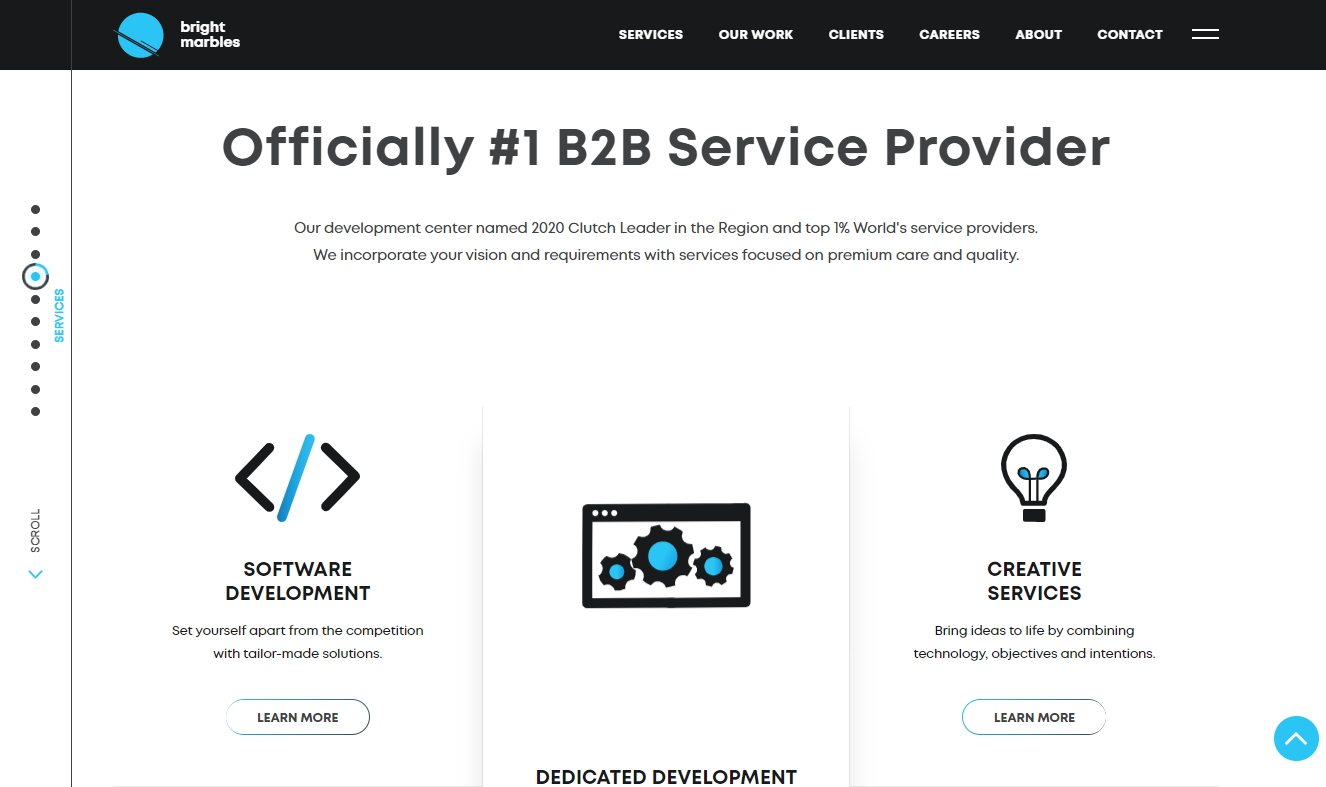 bright
marbles
SERVICES
OUR WORK
CLIENTS
CAREERS
ABOUT
CONTACT
Officially #1 B2B Service Provider
Our development center named 2020 Clutch Leader in the Region and top 1% World's service providers.
We incorporate your vision and requirements with services focused on premium care and quality.
SERVICES
SCROLL
SOFTWARE
DEVELOPMENT
Set yourself apart from the competition
with tailor-made solutions.
LEARN MORE
DEDICATED DEVELOPMENT
CREATIVE
SERVICES
Bring ideas to life by combining
technology, objectives and intentions.
LEARN MORE